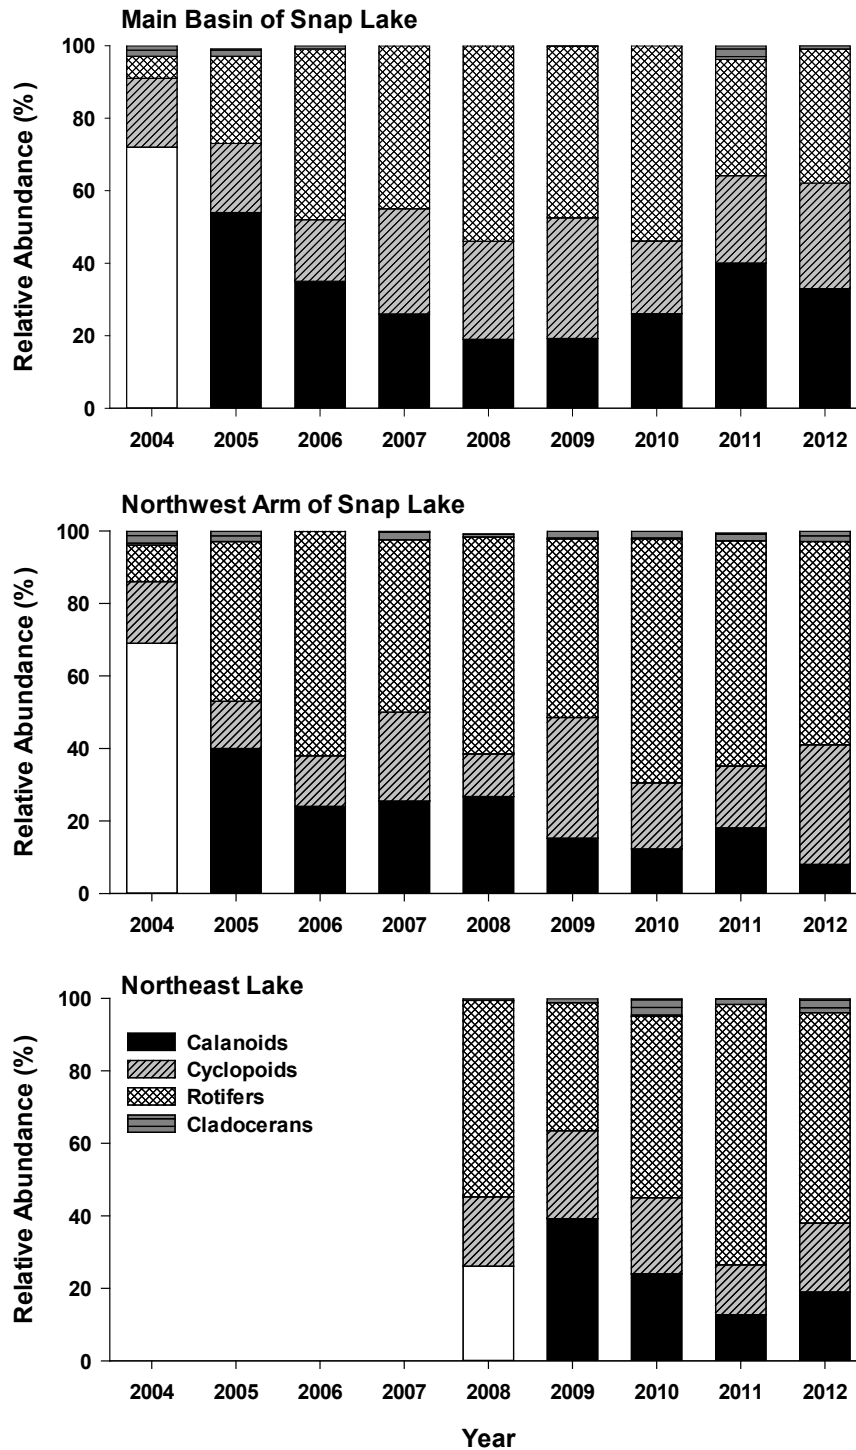 Main Basin of Snap Lake
Relative Abundance (%)
100
80
60
40
20
0
2004 2005 2006 2007 2008 2009 2010 2011 2012
Northwest Arm of Snap Lake
Relative Abundance (%)
100
80
60
40
20
0
2004 2005 2006 2007 2008 2009 2010 2011 2012
Northeast Lake
Relative Abundance (%)
100
80
60
40
20
0
Calanoids
Cyclopoids
Rotifers
Cladocerans
2004 2005 2006 2007 2008 2009 2010 2011 2012
Year